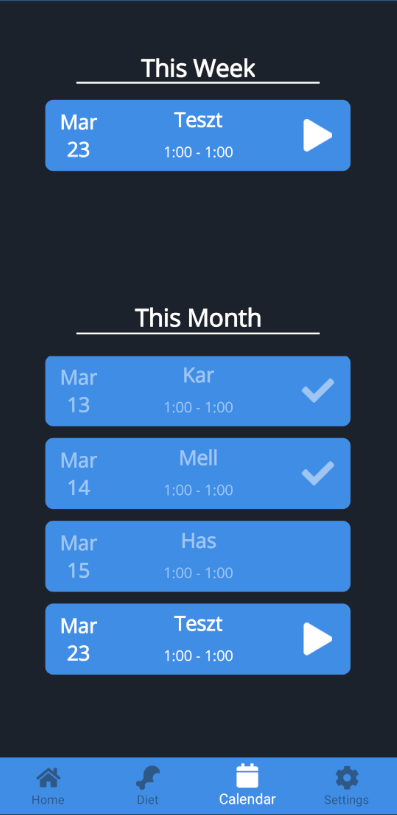 This Week
Mar
23
Teszt
1:00 - 1:00
This Month
Mar
13
Kar
1:00 - 1:00
Mar
14
Mell
1:00 - 1:00
Mar
15
Has
1:00 - 1:00
Mar
23
Teszt
1:00 - 1:00
Home
Diet
Calendar
Settings